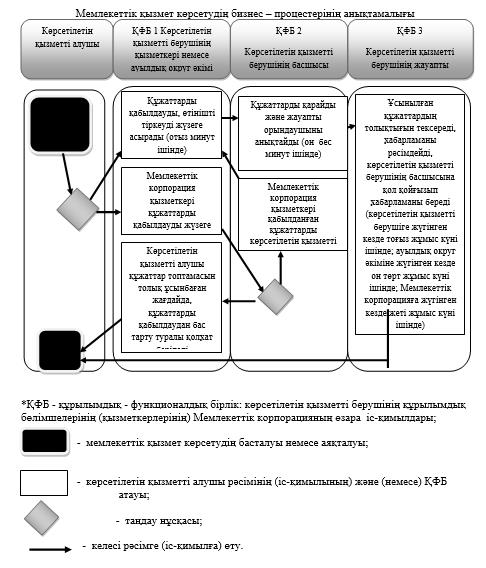 Мемлекеттік қызмет көрсетудің бизнес – процестерінің анықтамалығы
Көрсетілетін
қызметті алушы
ҚФБ 1 Көрсетілетін
қызметті берушінің
қызметкері немесе
ауылдық округ әкімі
ҚФБ 2
Көрсетілетін қызметті
берушінің басшысы
ҚФБ 3
Көрсетілетін қызметті
берушінің жауапты
Құжаттарды
қабылдауды, өтінішті
тіркеуді жүзеге
асырады (отыз минут
ішінде)
Құжаттарды қарайды
және жауапты
орындаушыны
анықтайды (он бес
минут ішінде)
Ұсынылған
құжаттардың
толықтығын тексереді,
хабарламаны
рәсімдейді,
көрсетілетін қызметті
берушінің басшысына
қол қойғызып
хабарламаны береді
(көрсетілетін қызметті
берушіге жүгінген
кезде тоғыз жұмыс күні
ішінде; ауылдық округ
әкіміне жүгінген кезде
он төрт жұмыс күні
ішінде; Мемлекеттік
корпорацияға жүгінген
кезде жеті жұмыс күні
ішінде)
Мемлекеттік
корпорация
қызметкері
құжаттарды
қабылдауды жүзеге
Мемлекеттік
корпорация
қызметкері
қабылданған
құжаттарды
көрсетілетін қызметті
Көрсетілетін
қызметті алушы
құжаттар топтамасын
толық ұсынбаған
жағдайда,
құжаттарды
қабылдаудан бас
тарту туралы қолхат
*ҚФБ - құрылымдық - функционалдық бірлік: көрсетілетін қызметті берушінің құрылымдық
бөлімшелерінің (қызметкерлерінің) Мемлекеттік корпорацияның өзара іс-қимылдары;
- мемлекеттік қызмет көрсетудің басталуы немесе аяқталуы;
- көрсетілетін қызметті алушы рәсімінің (іс-қимылының) және (немесе) ҚФБ
атауы;
- таңдау нұсқасы;
- келесі рәсімге (іс-қимылға) өту.